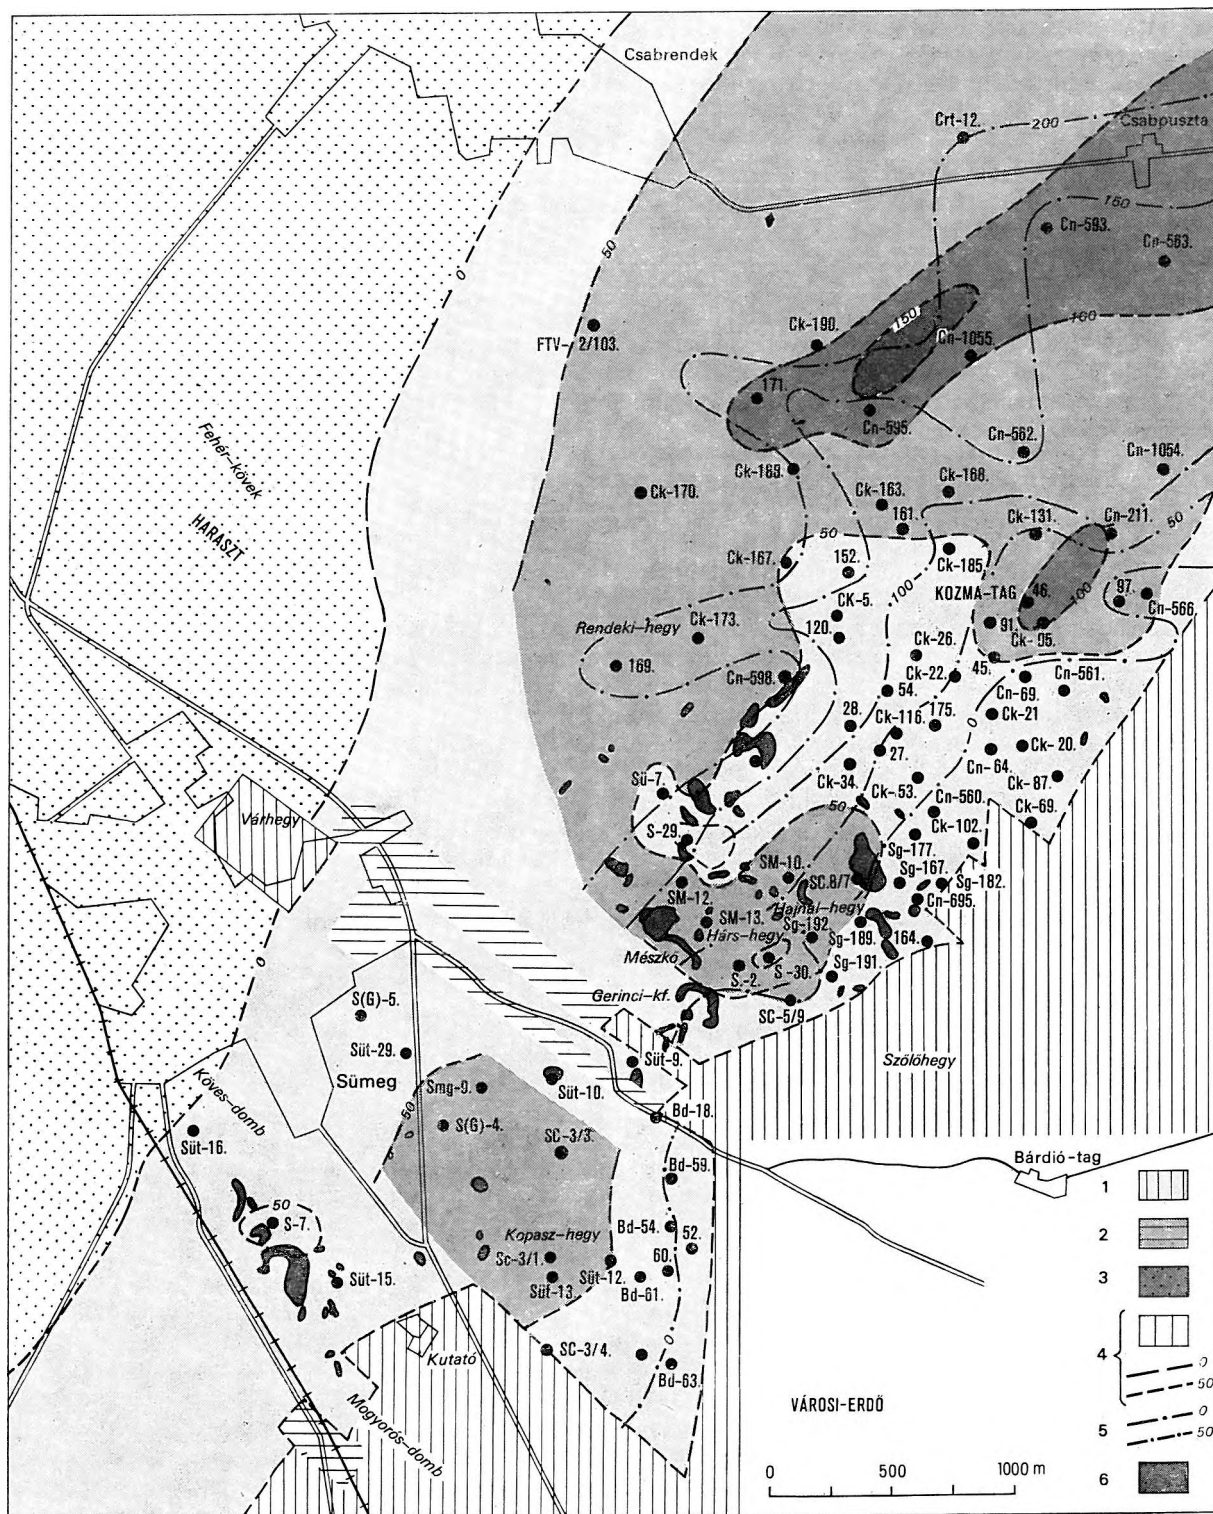 Csabrendek
Crt-12.
200
Csabpuszta
150
Cn-593.
Cn-563.
50
0
FTV-2/103.
Ck-190.
150
Cn-1055.
100
171.
Cn-595.
Cn-562.
Cn-1054.
Fehér-kövek
HARASZT
Ck-189.
Ck-170.
Ck-168.
Ck-163.
161.
Ck-131.
Cn-211.
50
50
Ck-167.
152.
Ck-185.
100
KOZMA-TAG
46.
100
97.
Cn-566.
CK-5.
120.
91.
Ck-95.
Rendeki-hegy
Ck-173.
169.
Ck-26.
45.
Ck-22.
Cn-598.
Cn-69.
Cn-561.
54.
28.
Ck-116.
175.
0
Ck-21
27.
Ck-20.
Cn-64.
Ck-34.
Ck-53.
Ck-87.
Sü-7.
50
Cn-560.
Ck-69.
Várhegy
S-29.
Ck-102.
Sg-177.
SM-10.
SC.8/7
Sg-167.
Sg-182.
SM-12.
Cn-695.
Hajnal-hegy
SM-13.
Sg-192.
Hárs-hegy
Sg-189.
164.
Mészkő
S.-2.
S.-30.
Sg-191.
0
Gerinci-kf.
SC-5/9
S(G)-5.
Süt-29.
Sümeg
Süt-9.
Szőlőhegy
Köves-domb
Smg-9.
Süt-10.
50
Bd-18.
Süt-16.
S(G)-4.
SC-3/3.
Bd-59.
Bárdió-tag
50
S-7.
Bd-54.
52.
Kopasz-hegy
Sc-3/1.
60.
Süt-15.
Süt-13.
Süt-12.
Bd-61.
0
Kutató
SC-3/4.
Bd-63.
Mogyorós-domb
VÁROSI-ERDŐ
1
2
3
4
0
50
5
0
50
6
0 500 1000 m